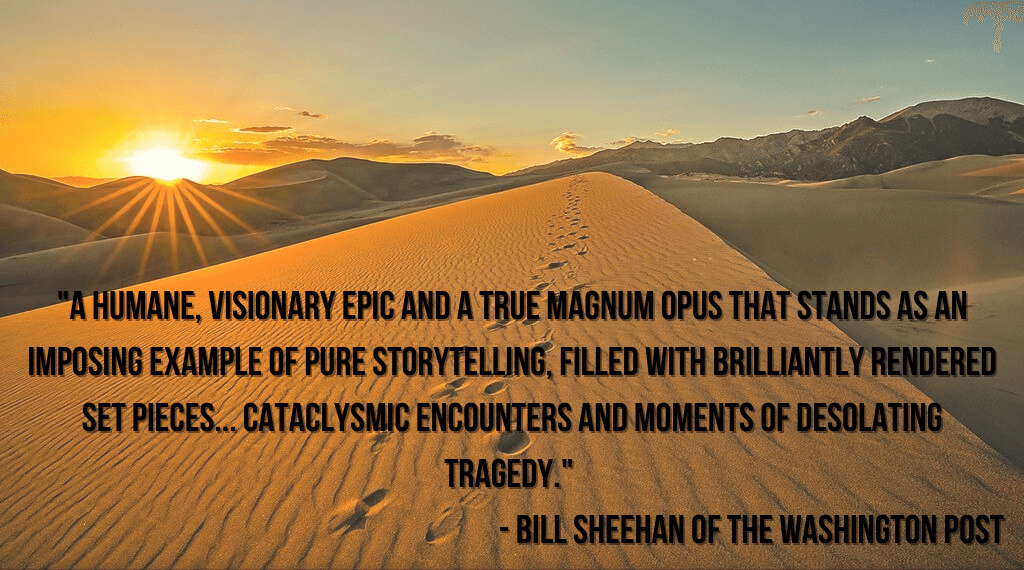 "A HUMANE, VISIONARY EPIC AND A TRUE MAGNUM OPUS THAT STANDS AS AN
IMPOSING EXAMPLE OF PURE STORYTELLING, FILLED WITH BRILLIANTLY RENDERED
SET PIECES... CATACLYSMIC ENCOUNTERS AND MOMENTS OF DESOLATING
TRAGEDY."
- BILL SHEEHAN OF THE WASHINGTON POST